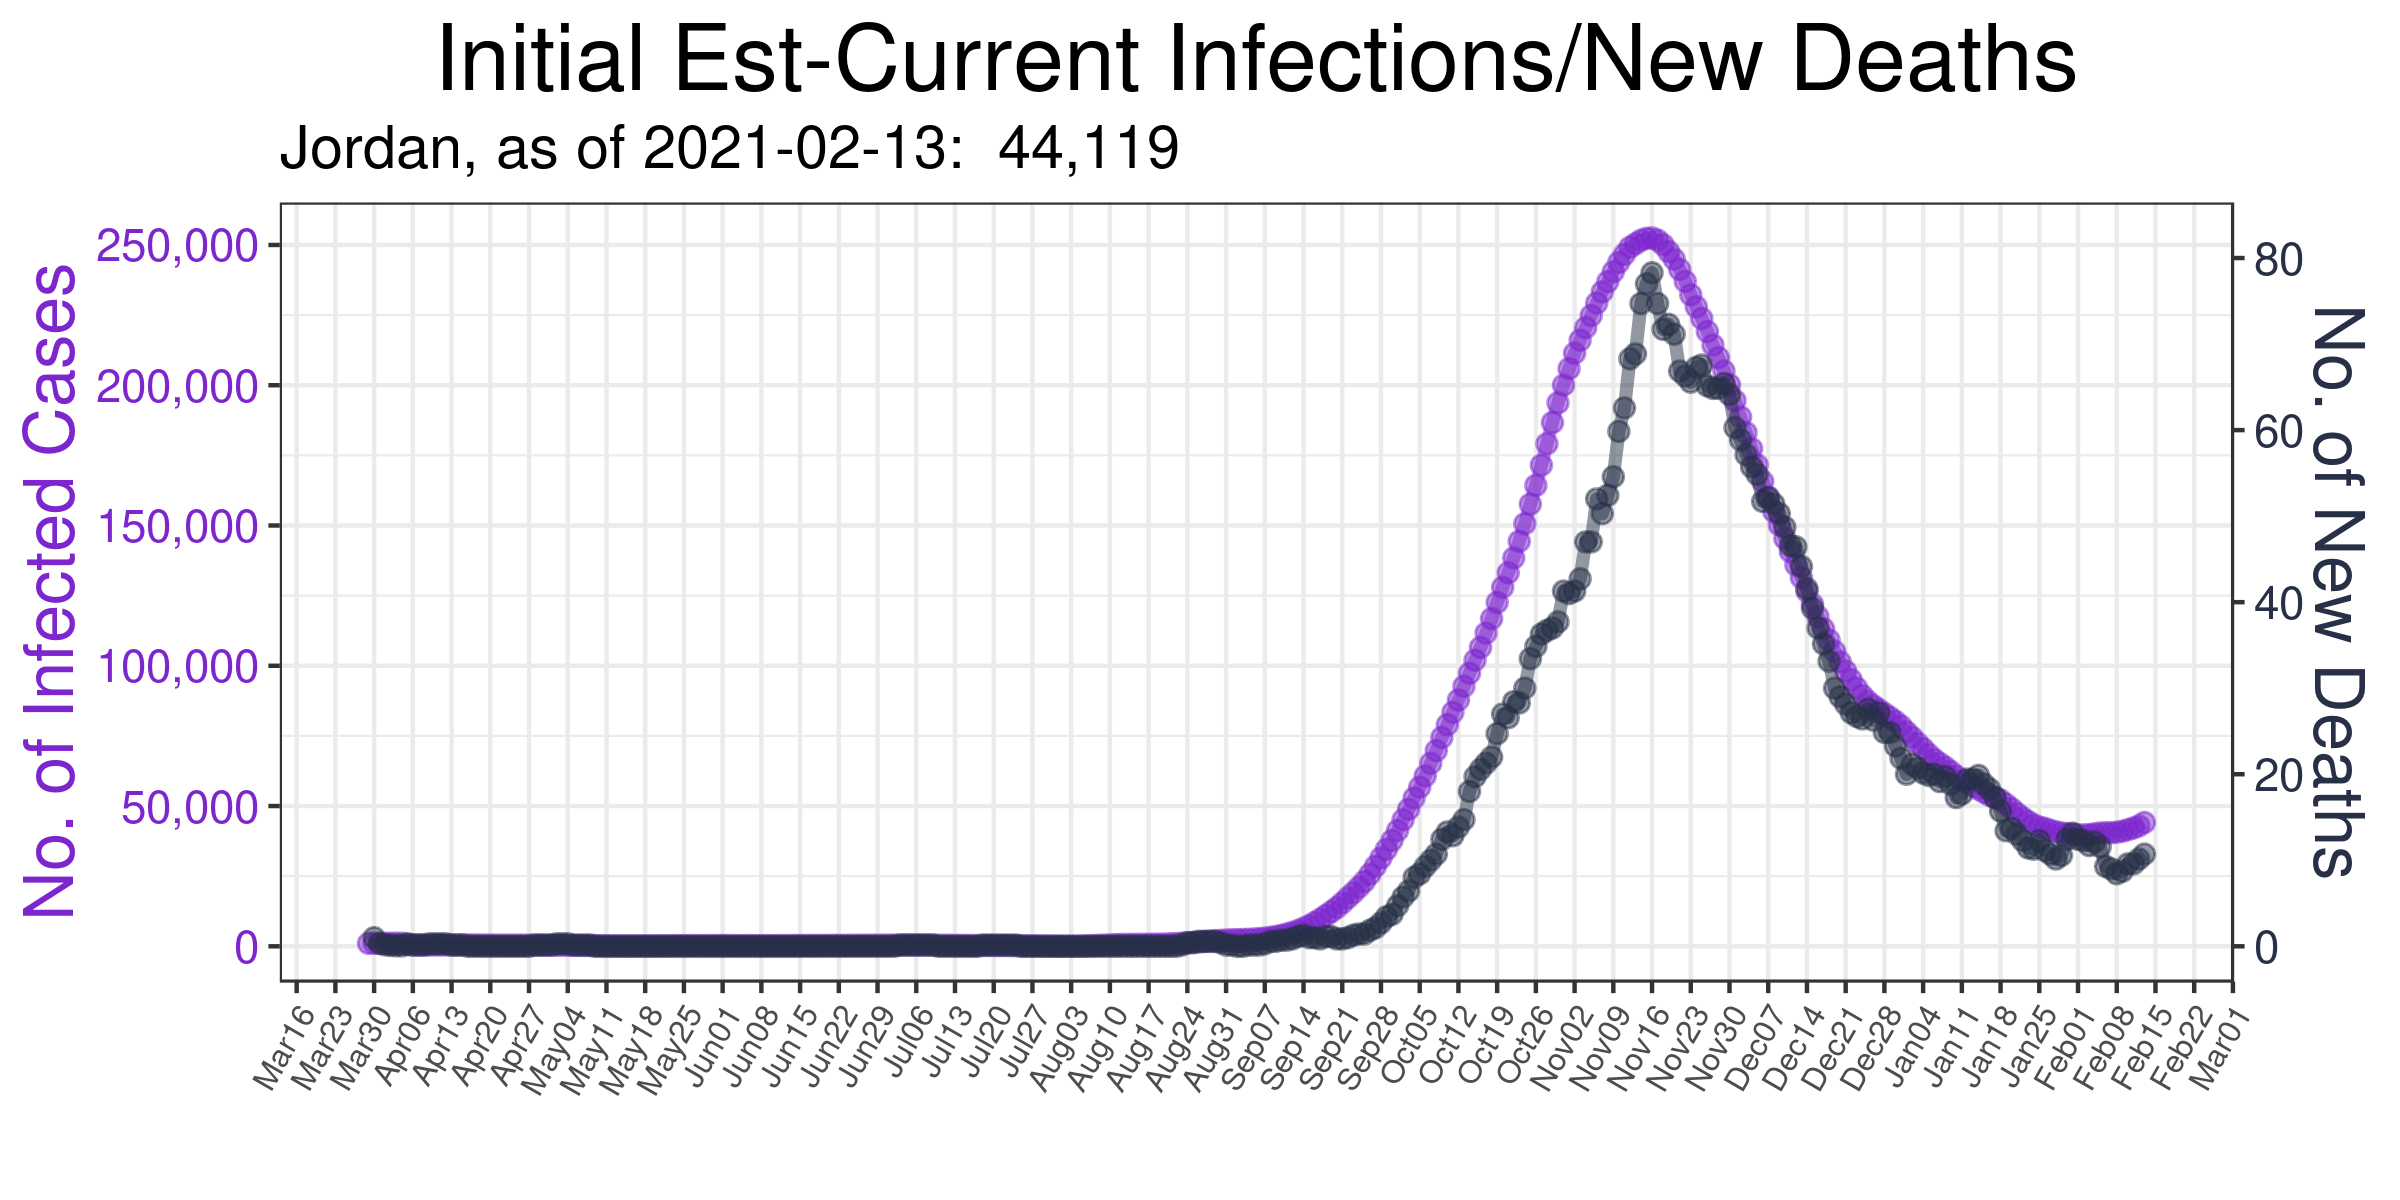 Initial Est-Current Infections/New Deaths
Jordan, as of 2021-02-13:  44,119
No. of Infected Cases
250,000
200,000
150,000
100,000
50,000
0
80
60
40
20
0
No. of New Deaths
Mar16 Mar23 Mar30 Apr06 Apr13 Apr20 Apr27 May04 May11 May18 May25 Jun01 Jun08 Jun15 Jun22 Jun29 Jul06 Jul13 Jul20 Jul27 Aug03 Aug10 Aug17 Aug24 Aug31 Sep07 Sep14 Sep21 Sep28 Oct05 Oct12 Oct19 Oct26 Nov02 Nov09 Nov16 Nov23 Nov30 Dec07 Dec14 Dec21 Dec28 Jan04 Jan11 Jan18 Jan25 Feb01 Feb08 Feb15 Feb22 Mar01